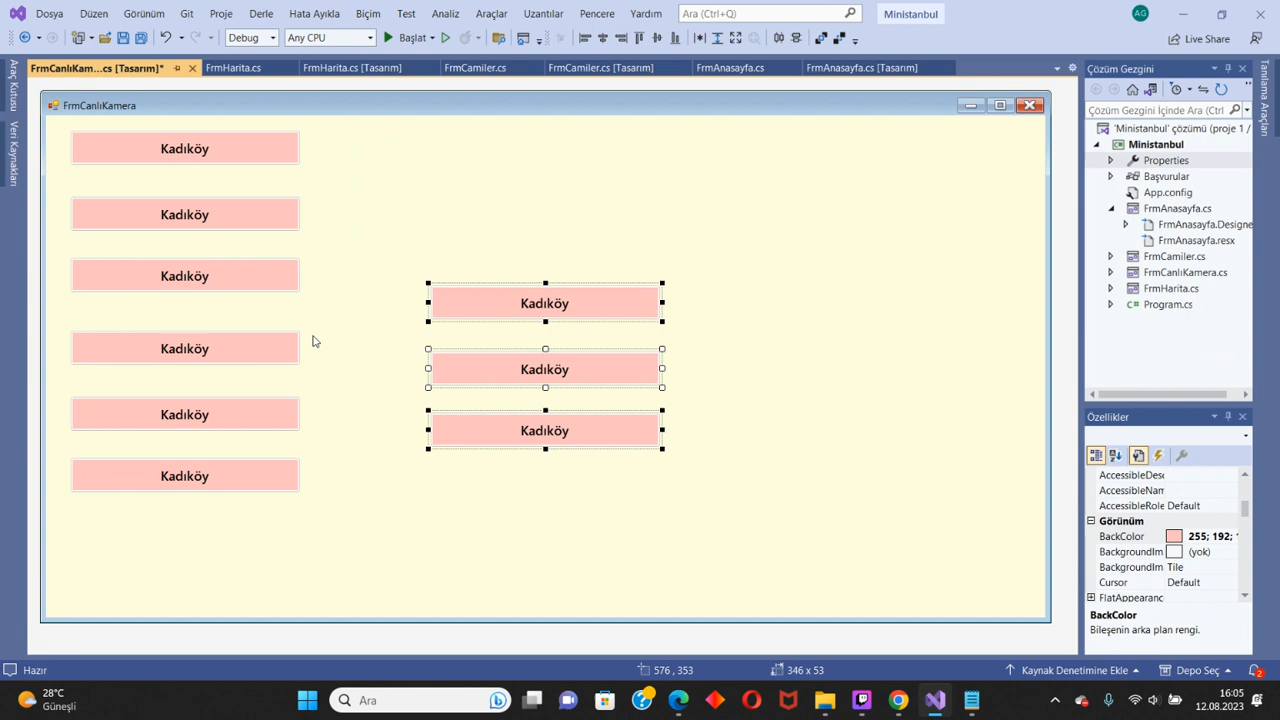 Dosya Düzen Görünüm Git Proje Derle Hata Ayıkla Biçim Test Analiz Araçlar Uzantılar Pencere Yardım Ara (Ctrl+Q) Ministanbul AG
Debug Any CPU Başlat Live Share
FrmCanlıKam...cs [Tasarım]* FrmHarita.cs FrmHarita.cs [Tasarım] FrmCamiler.cs FrmCamiler.cs [Tasarım] FrmAnasayfa.cs FrmAnasayfa.cs [Tasarım]
Araç Kutusu
Veri Kaynakları
FrmCanlıKamera
Kadıköy
Kadıköy
Kadıköy
Kadıköy
Kadıköy
Kadıköy
Kadıköy
Kadıköy
Kadıköy
Çözüm Gezgini
Çözüm Gezgini İçinde Ara (Ctrl
'Ministanbul' çözümü (proje 1 /
Ministanbul
Properties
Başvurular
App.config
FrmAnasayfa.cs
FrmAnasayfa.Designe
FrmAnasayfa.resx
FrmCamiler.cs
FrmCanlıKamera.cs
FrmHarita.cs
Program.cs
Tanılama Araçları
Özellikler
AccessibleDesc
AccessibleNam
AccessibleRole Default
Görünüm
BackColor 255; 192; 
BackgroundIm (yok)
BackgroundIm Tile
Cursor Default
FlatAppearanc
BackColor
Bileşenin arka plan rengi.
Hazır 576 , 353 346 x 53 Kaynak Denetimine Ekle Depo Seç 2
28°C
Güneşli
Ara
16:05
12.08.2023